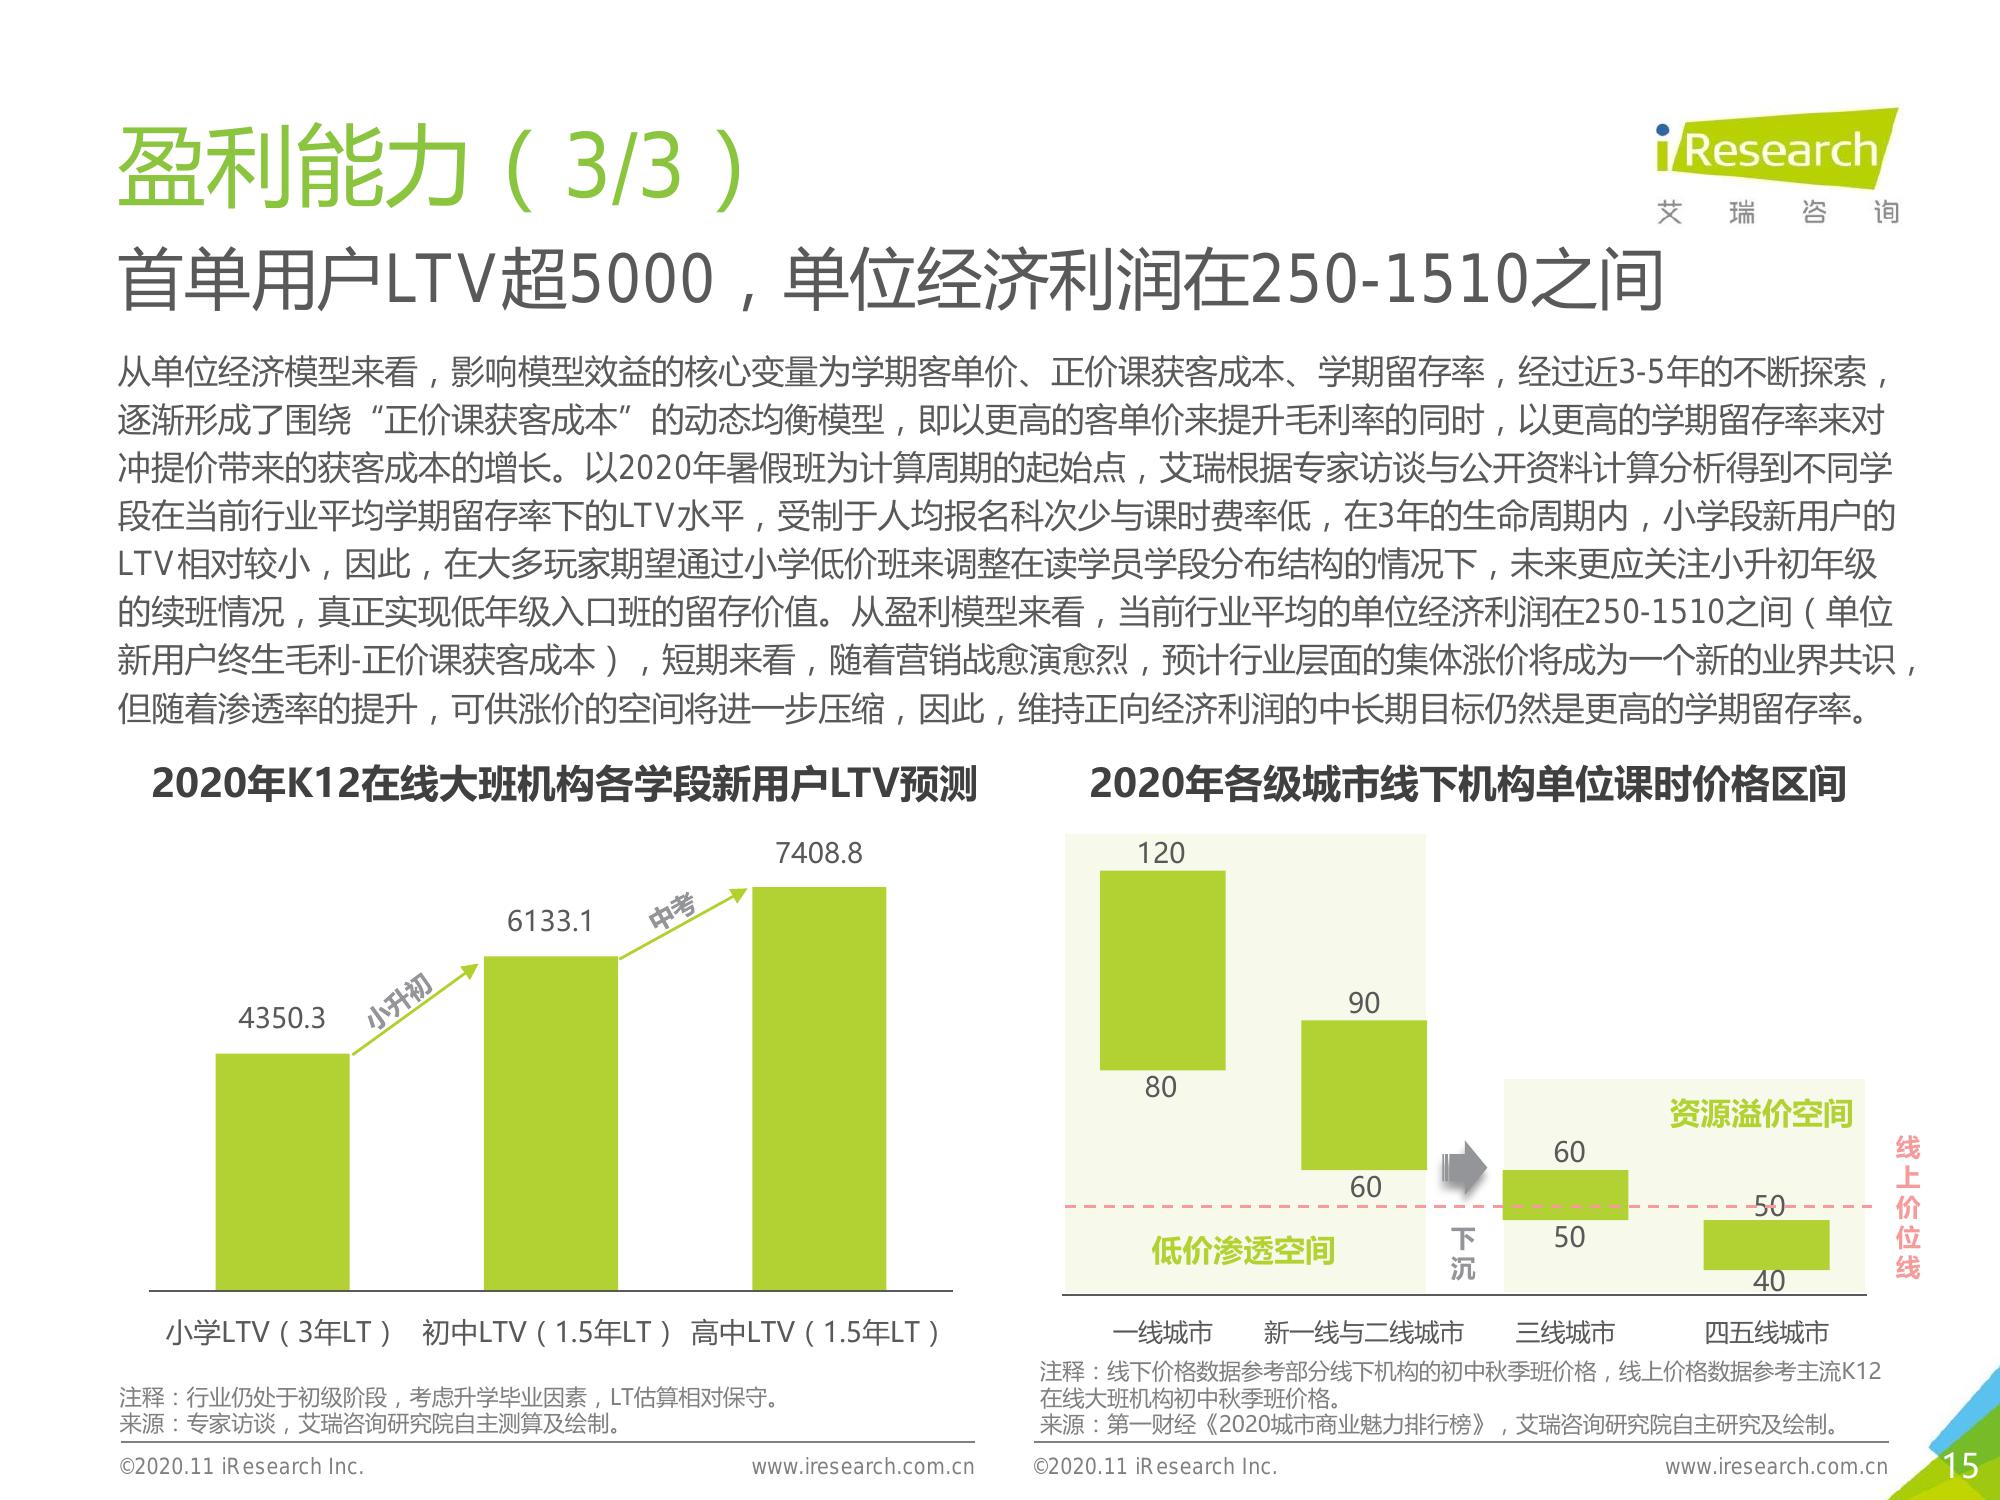 盈利能力（3/3）
iResearch
艾瑞咨询
首单用户LTV超5000，单位经济利润在250-1510之间
从单位经济模型来看，影响模型效益的核心变量为学期客单价、正价课获客成本、学期留存率，经过近3-5年的不断探索，
逐渐形成了围绕“正价课获客成本”的动态均衡模型，即以更高的客单价来提升毛利率的同时，以更高的学期留存率来对
冲提价带来的获客成本的增长。以2020年暑假班为计算周期的起始点，艾瑞根据专家访谈与公开资料计算分析得到不同学
段在当前行业平均学期留存率下的LTV水平，受制于人均报名科次少与课时费率低，在3年的生命周期内，小学段新用户的
LTV相对较小，因此，在大多玩家期望通过小学低价班来调整在读学员学段分布结构的情况下，未来更应关注小升初年级
的续班情况，真正实现低年级入口班的留存价值。从盈利模型来看，当前行业平均的单位经济利润在250-1510之间（单位
新用户终生毛利-正价课获客成本），短期来看，随着营销战愈演愈烈，预计行业层面的集体涨价将成为一个新的业界共识，
但随着渗透率的提升，可供涨价的空间将进一步压缩，因此，维持正向经济利润的中长期目标仍然是更高的学期留存率。
2020年K12在线大班机构各学段新用户LTV预测
7408.8
中考
6133.1
小升初
4350.3
小学LTV（3年LT）
初中LTV（1.5年LT）
高中LTV（1.5年LT）
注释：行业仍处于初级阶段，考虑升学毕业因素，LT估算相对保守。
来源：专家访谈，艾瑞咨询研究院自主测算及绘制。
©2020.11 iResearch Inc.
www.iresearch.com.cn
2020年各级城市线下机构单位课时价格区间
120
90
80
资源溢价空间
60
60
50
50
40
低价渗透空间
下沉
线上价位线
一线城市
新一线与二线城市
三线城市
四五线城市
注释：线下价格数据参考部分线下机构的初中秋季班价格，线上价格数据参考主流K12
在线大班机构初中秋季班价格。
来源：第一财经《2020城市商业魅力排行榜》，艾瑞咨询研究院自主研究及绘制。
©2020.11 iResearch Inc.
www.iresearch.com.cn
15